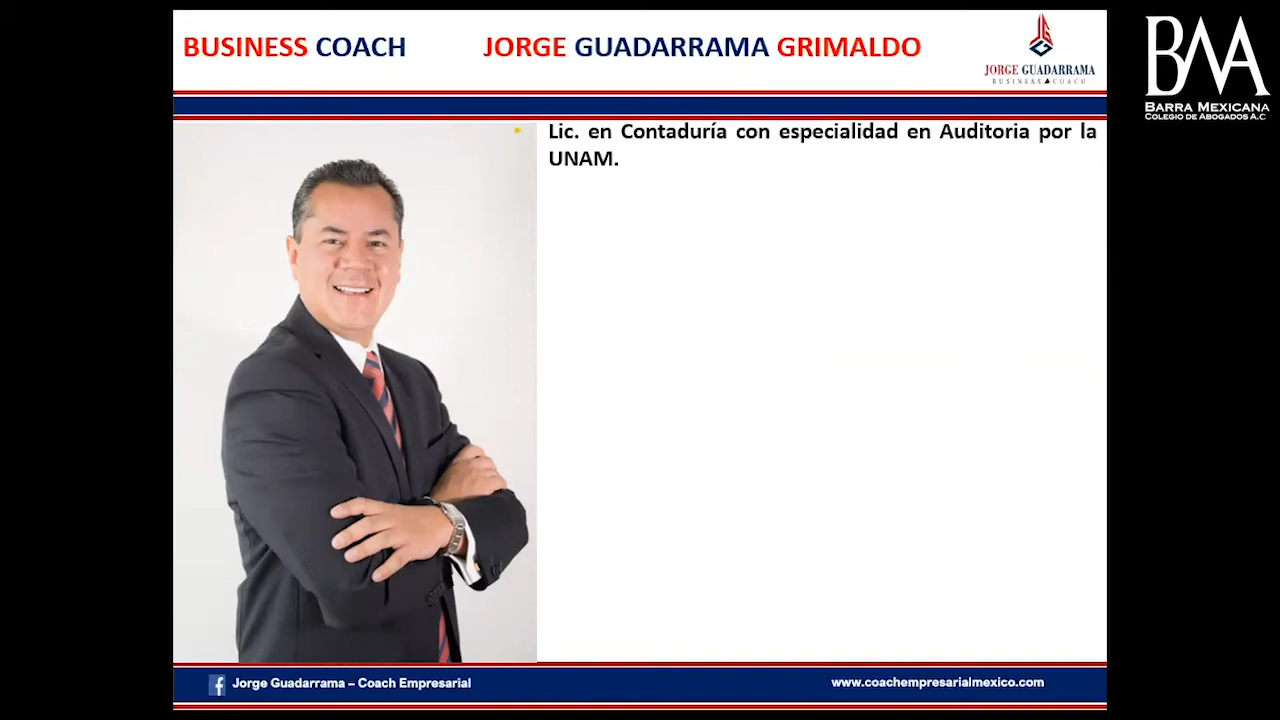 BUSINESS COACH
JORGE GUADARRAMA GRIMALDO
JORGE GUADARRAMA
BUSINESS COACH
BMA
BARRA MEXICANA
COLEGIO DE ABOGADOS A.C
Lic. en Contaduría con especialidad en Auditoria por la
UNAM.
Jorge Guadarrama – Coach Empresarial
www.coachempresarialmexico.com